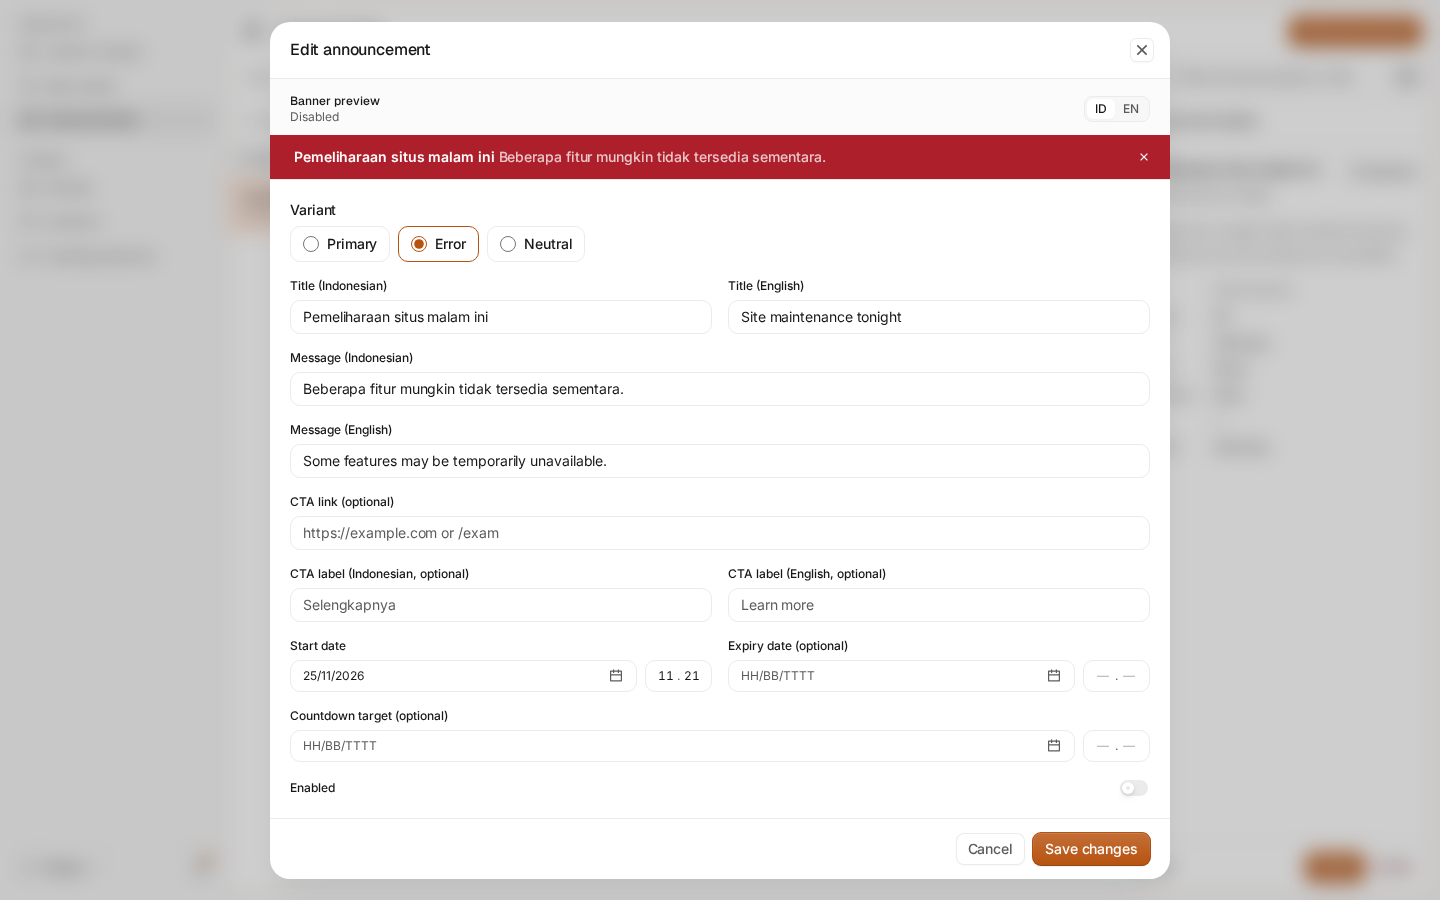 Edit announcement
Banner preview
Disabled
ID EN
Pemeliharaan situs malam ini Beberapa fitur mungkin tidak tersedia sementara.
Variant
Primary Error Neutral
Title (Indonesian) Title (English)
Pemeliharaan situs malam ini Site maintenance tonight
Message (Indonesian)
Beberapa fitur mungkin tidak tersedia sementara.
Message (English)
Some features may be temporarily unavailable.
CTA link (optional)
https://example.com or /exam
CTA label (Indonesian, optional) CTA label (English, optional)
Selengkapnya Learn more
Start date Expiry date (optional)
25/11/2026 11 . 21 HH/BB/TTTT — . —
Countdown target (optional)
HH/BB/TTTT — . —
Enabled
Cancel Save changes